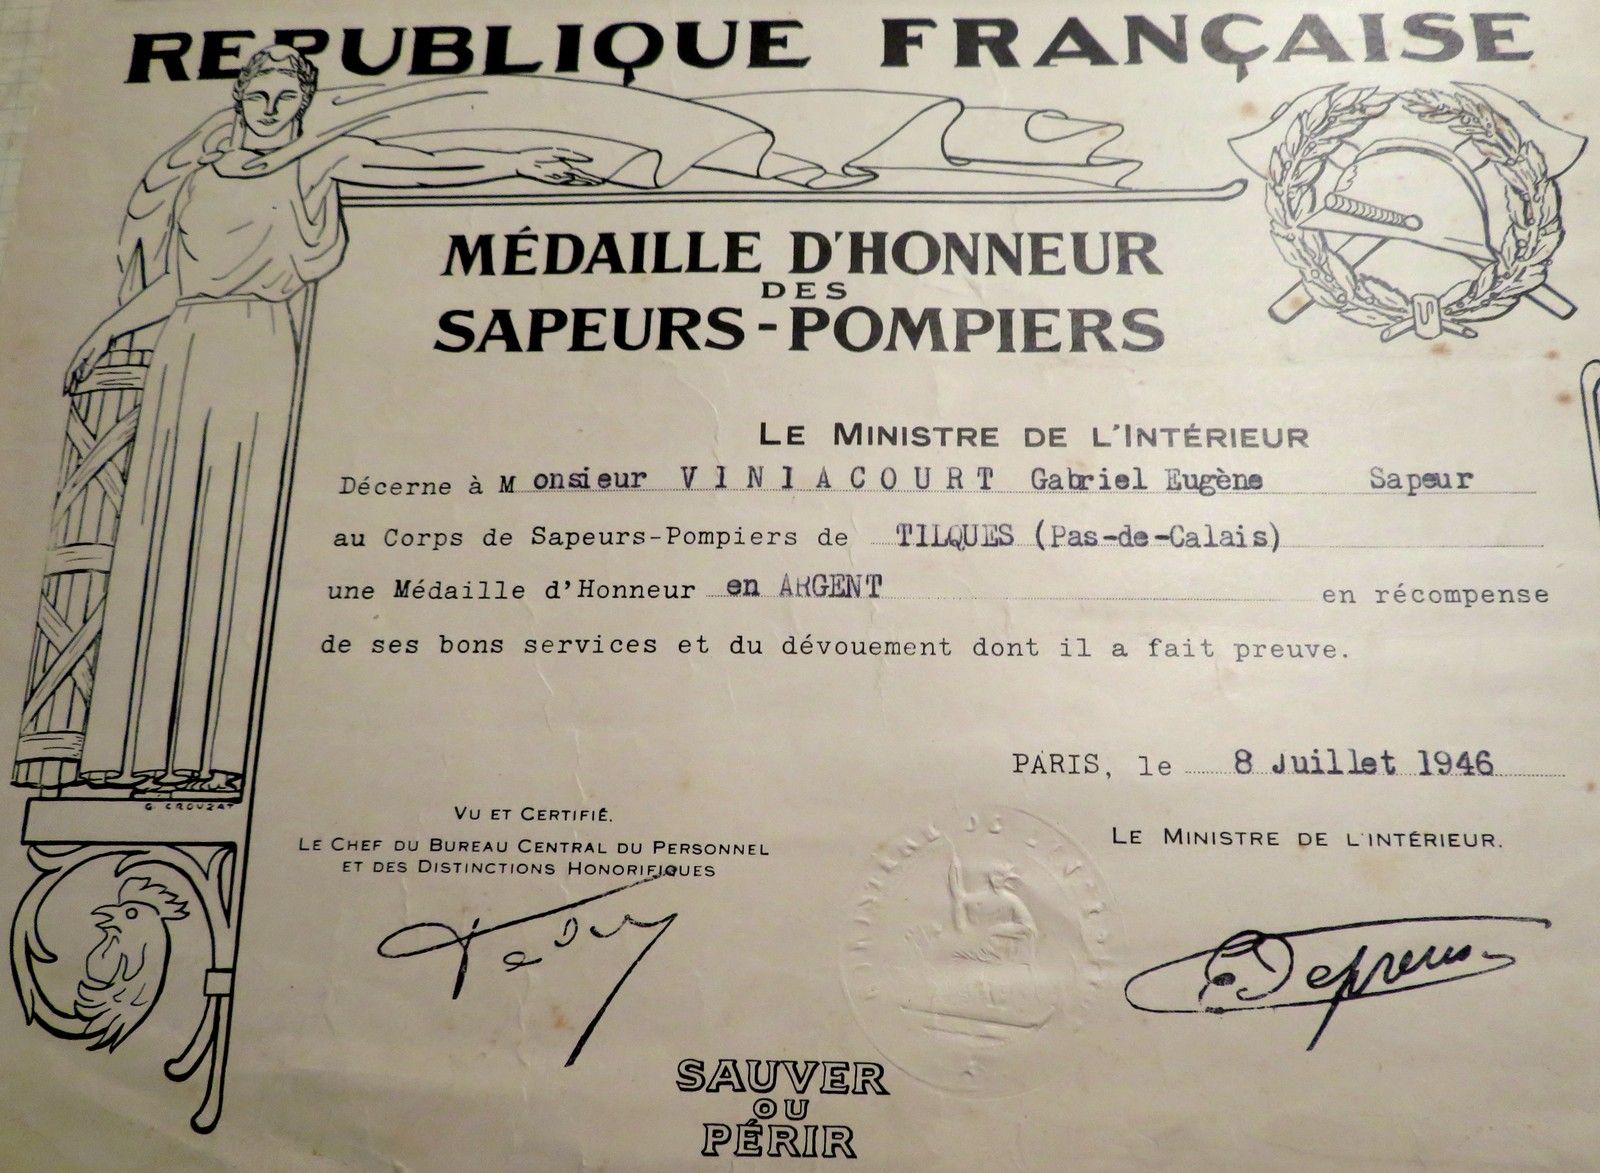 REPUBLIQUE FRANÇAISE
MÉDAILLE D'HONNEUR
DES
SAPEURS-POMPIERS
LE MINISTRE DE L'INTÉRIEUR
Décerne à Monsieur VINIACOURT Gabriel Eugène Sapeur
au Corps de Sapeurs-Pompiers de TILQUES (Pas-de-Calais)
une Médaille d'Honneur en ARGENT en récompense
de ses bons services et du dévouement dont il a fait preuve.
PARIS, le 8 Juillet 1946
G. CROUZAT
VU ET CERTIFIÉ.
LE CHEF DU BUREAU CENTRAL DU PERSONNEL
ET DES DISTINCTIONS HONORIFIQUES
LE MINISTRE DE L'INTÉRIEUR.
SAUVER
OU
PÉRIR